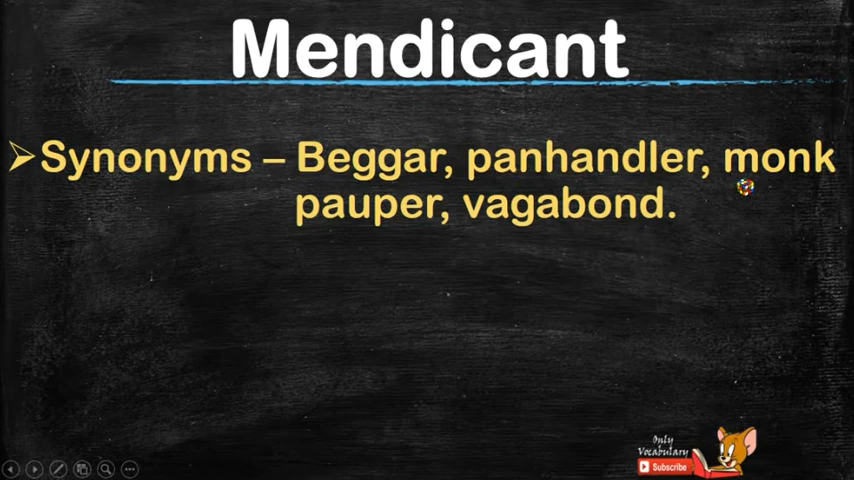 Mendicant
➢Synonyms – Beggar, panhandler, monk
pauper, vagabond.
Only
Vocabulary
Subscribe